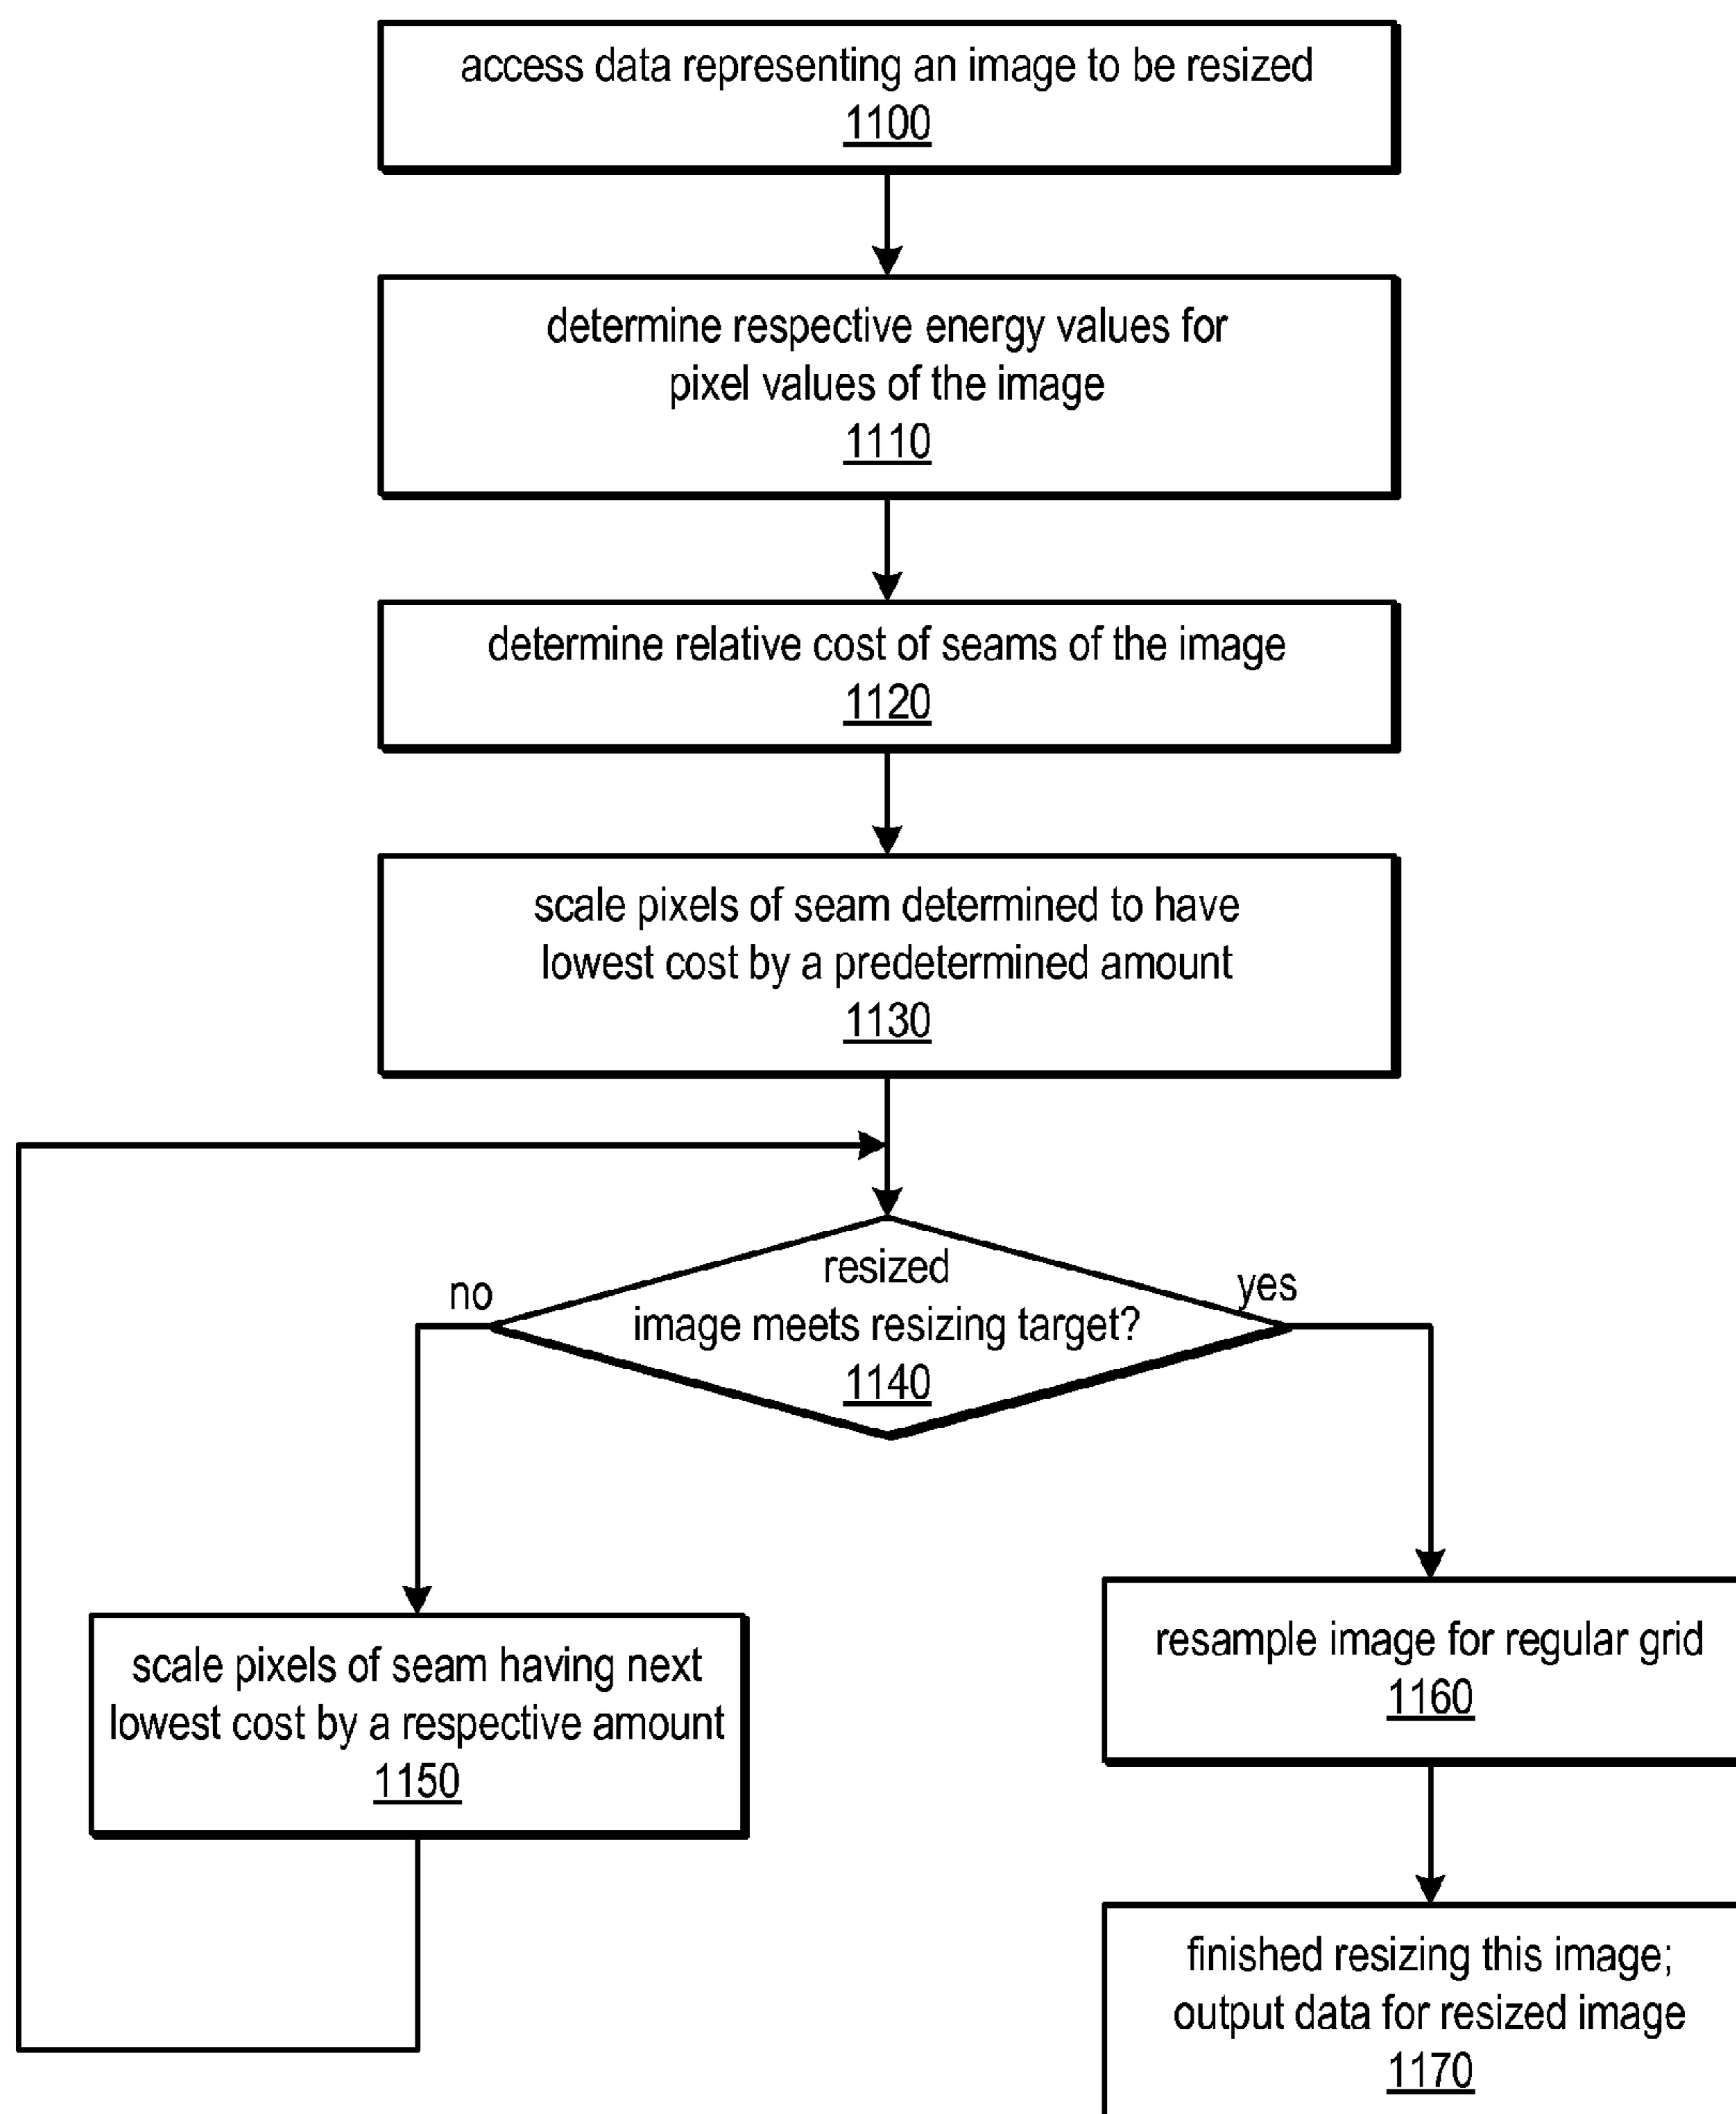 access data representing an image to be resized
1100
determine respective energy values for
pixel values of the image
1110
determine relative cost of seams of the image
1120
scale pixels of seam determined to have
lowest cost by a predetermined amount
1130
resized
image meets resizing target?
1140
no
yes
scale pixels of seam having next
lowest cost by a respective amount
1150
resample image for regular grid
1160
finished resizing this image;
output data for resized image
1170